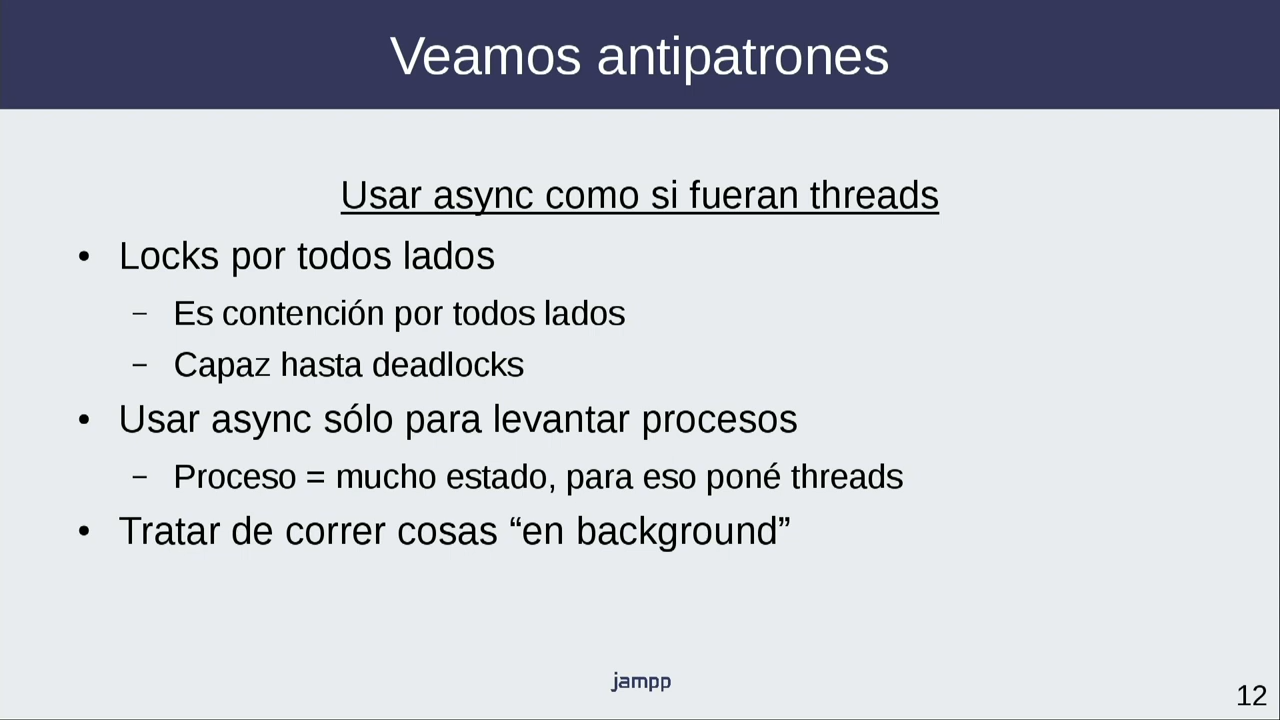 Veamos antipatrones
Usar async como si fueran threads
• Locks por todos lados
– Es contención por todos lados
– Capaz hasta deadlocks
• Usar async sólo para levantar procesos
– Proceso = mucho estado, para eso poné threads
• Tratar de correr cosas “en background”
jampp
12